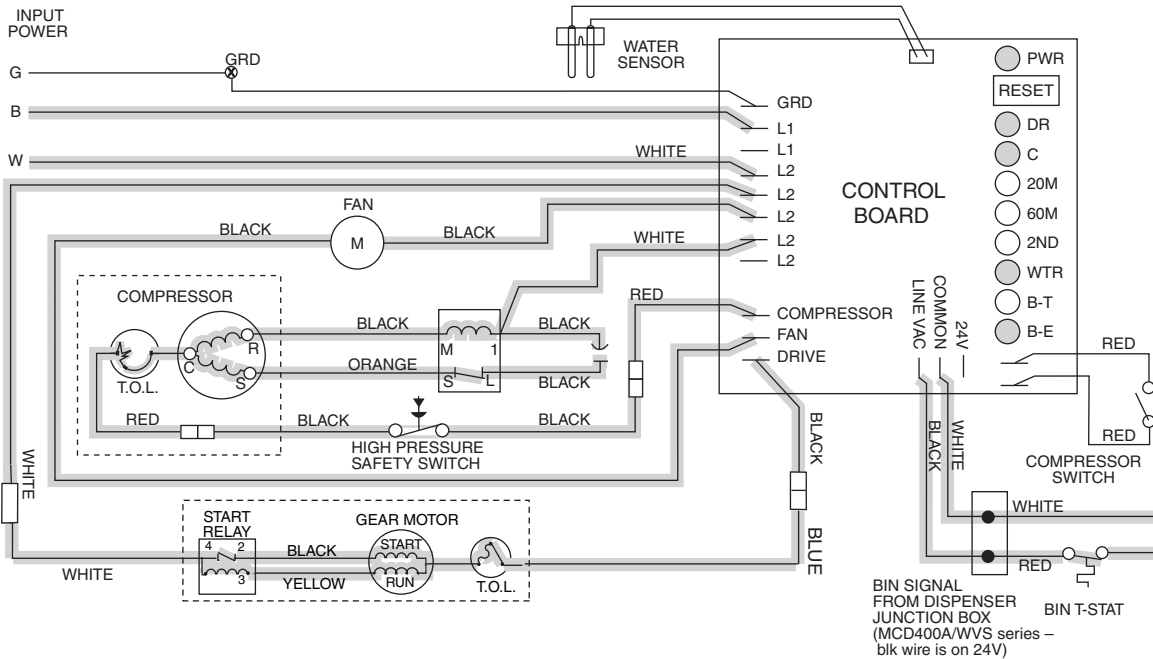 INPUT
POWER
G
GRD
B
W
WATER
SENSOR
PWR
RESET
DR
C
20M
60M
2ND
WTR
B-T
B-E
GRD
L1
L1
L2
L2
L2
L2
L2
CONTROL
BOARD
COMPRESSOR
FAN
DRIVE
LINE VAC
COMMON
24V
WHITE
FAN
M
BLACK
BLACK
WHITE
RED
COMPRESSOR
T.O.L.
C
R
S
BLACK
ORANGE
M
1
S
L
BLACK
BLACK
RED
BLACK
BLACK
HIGH PRESSURE
SAFETY SWITCH
WHITE
WHITE
START
RELAY
4
2
3
BLACK
YELLOW
GEAR MOTOR
START
RUN
T.O.L.
BLACK
BLUE
BLACK
WHITE
RED
RED
COMPRESSOR
SWITCH
WHITE
RED
BIN T-STAT
BIN SIGNAL
FROM DISPENSER
JUNCTION BOX
(MCD400A/WVS series –
blk wire is on 24V)